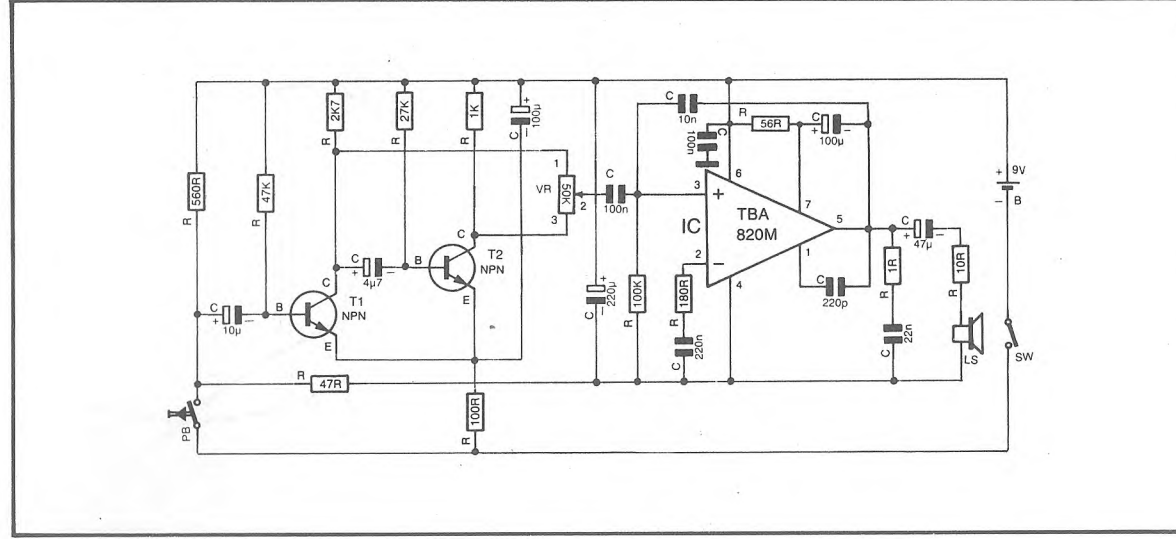 R
560R
R
47K
2K7
R
27K
R
1K
R
C
+
100µ
−
C
10n
C
100n
R
56R
C
+
100µ
−
1
VR
50K
2
3
C
100n
3
+
6
7
IC
TBA
820M
5
2
−
4
1
C
220p
C
+
47µ
−
R
1R
10R
R
C
22n
LS
+
9V
−
B
SW
C
+
10µ
−
B
C
T1
NPN
E
C
+
4µ7
−
B
C
T2
NPN
E
+
220µ
C
−
100K
R
180R
R
220n
C
R
47R
100R
R
PB